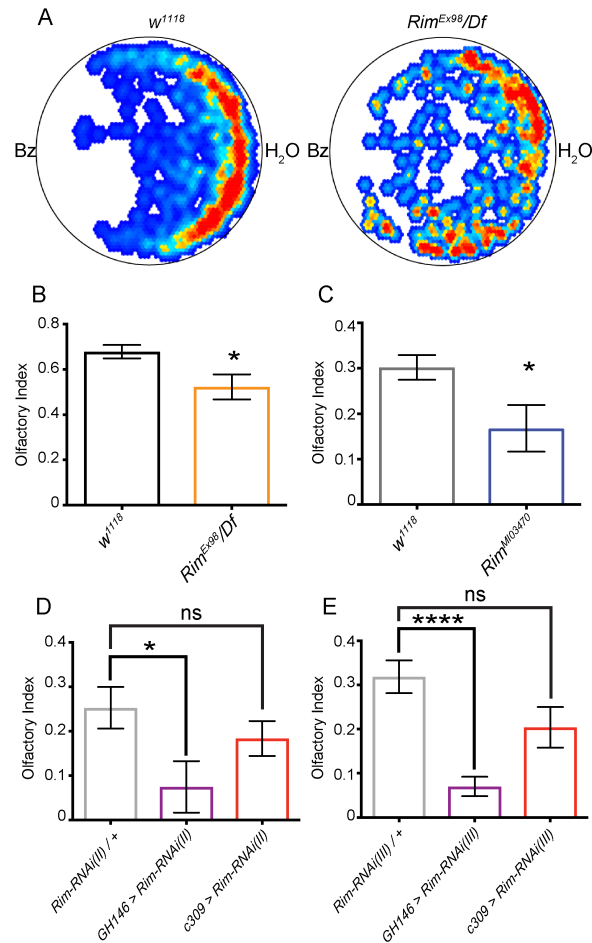 A
w1118
RimEx98/Df
Bz
H2O
Bz
H2O
B
Olfactory Index
0.8
0.6
0.4
0.2
0
*
w1118
RimEx98/Df
C
Olfactory Index
0.4
0.3
0.2
0.1
0
*
w1118
RimMI03470
D
Olfactory Index
0.4
0.3
0.2
0.1
0
ns
*
Rim-RNAi(II) / +
GH146 > Rim-RNAi(II)
c309 > Rim-RNAi(II)
E
Olfactory Index
0.4
0.3
0.2
0.1
0
ns
****
Rim-RNAi(III) / +
GH146 > Rim-RNAi(III)
c309 > Rim-RNAi(III)